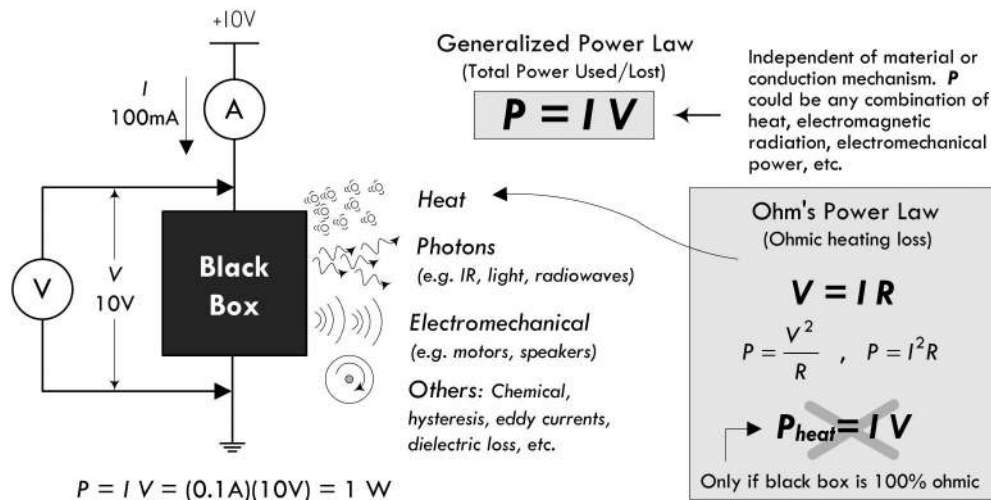 +10V
I
100mA
A
V
10V
V
Black
Box
Heat
Photons
(e.g. IR, light, radiowaves)
Electromechanical
(e.g. motors, speakers)
Others: Chemical,
hysteresis, eddy currents,
dielectric loss, etc.
P = I V = (0.1A)(10V) = 1 W
Generalized Power Law
(Total Power Used/Lost)
P = I V
Independent of material or
conduction mechanism. P
could be any combination of
heat, electromagnetic
radiation, electromechanical
power, etc.
Ohm's Power Law
(Ohmic heating loss)
V = I R
P = V²/R , P = I²R
Pheat = I V
Only if black box is 100% ohmic